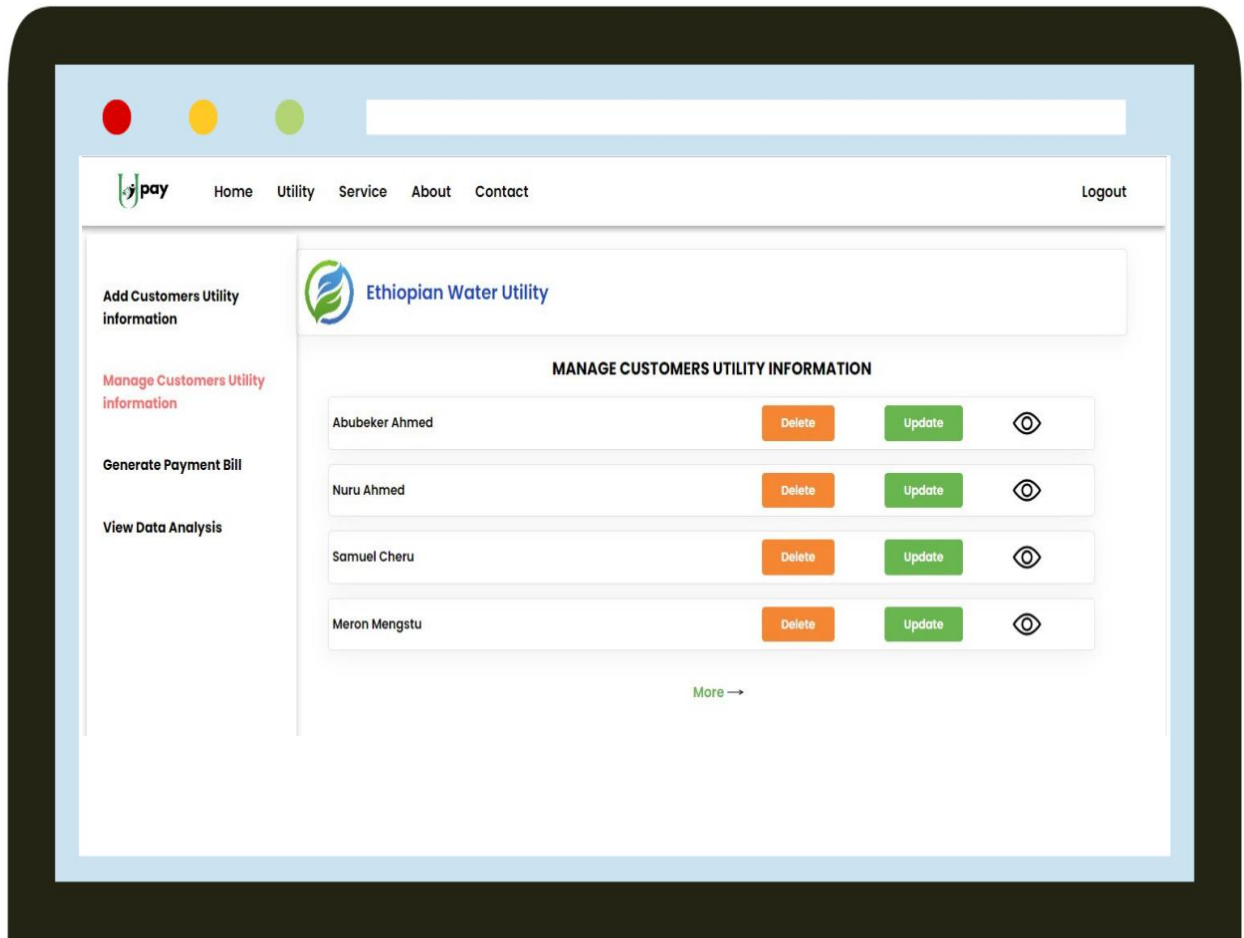 pay Home Utility Service About Contact Logout
Add Customers Utility
information
Manage Customers Utility
information
Generate Payment Bill
View Data Analysis
Ethiopian Water Utility
MANAGE CUSTOMERS UTILITY INFORMATION
Abubeker Ahmed Delete Update
Nuru Ahmed Delete Update
Samuel Cheru Delete Update
Meron Mengstu Delete Update
More →